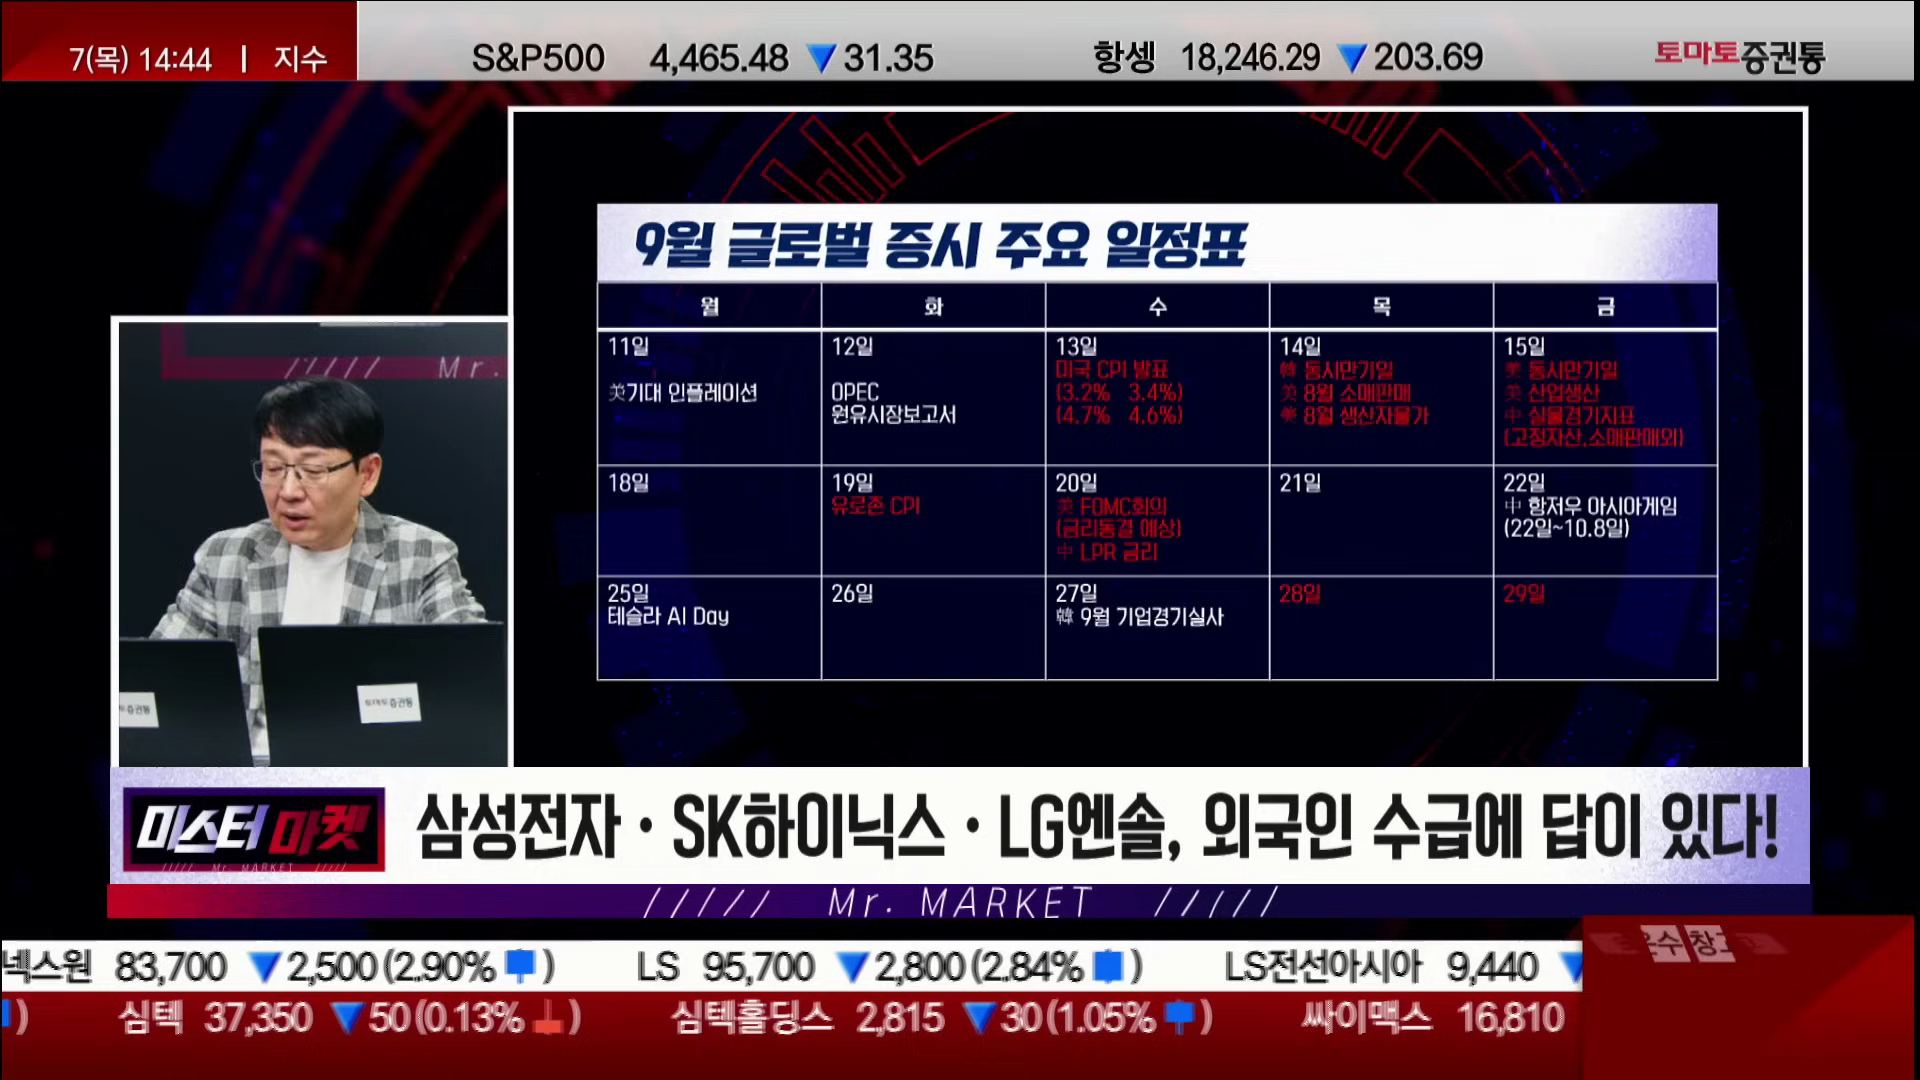 7(목) 14:44 | 지수
S&P500 4,465.48 ▼ 31.35
항셍 18,246.29 ▼ 203.69
토마토증권통
9월 글로벌 증시 주요 일정표
월 화 수 목 금
11일
美기대 인플레이션
12일
OPEC
원유시장보고서
13일
미국 CPI 발표
(3.2% 3.4%)
(4.7% 4.6%)
14일
韓 동시만기일
美 8월 소매판매
美 8월 생산자물가
15일
美 동시만기일
美 산업생산
中 실물경기지표
(고정자산,소매판매외)
18일
19일
유로존 CPI
20일
美 FOMC회의
(금리동결 예상)
中 LPR 금리
21일
22일
中 항저우 아시아게임
(22일~10.8일)
25일
테슬라 AI Day
26일
27일
韓 9월 기업경기실사
28일
29일
Mr.
토마토증권통
미스터 마켓
///// Mr. MARKET /////
삼성전자·SK하이닉스·LG엔솔, 외국인 수급에 답이 있다!
///// Mr. MARKET /////
넥스원 83,700 ▼2,500(2.90%) LS 95,700 ▼2,800(2.84%) LS전선아시아 9,440 ▼
) 심텍 37,350 ▼50(0.13%) 심텍홀딩스 2,815 ▼30(1.05%) 싸이맥스 16,810